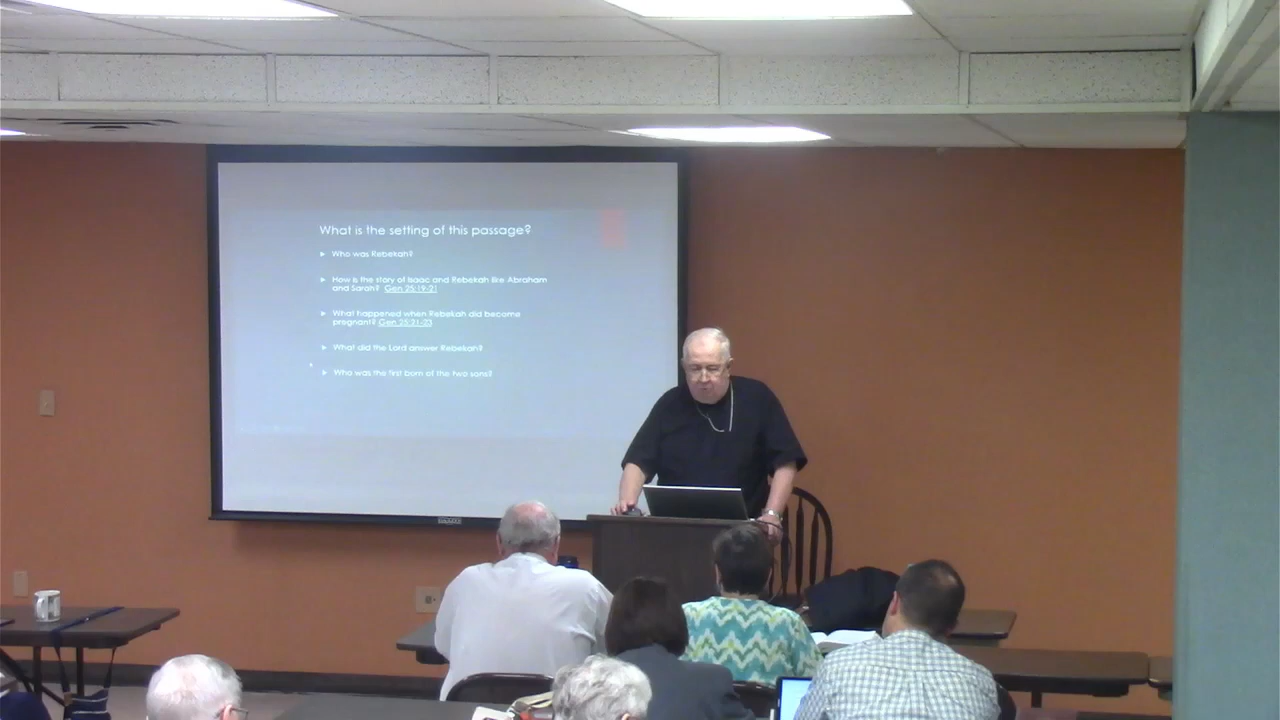 What is the setting of this passage?
Who was Rebekah?
How is the story of Isaac and Rebekah like Abraham
and Sarah? Gen 25:19-21
What happened when Rebekah did become
pregnant? Gen 25:21-23
What did the Lord answer Rebekah?
Who was the first born of the two sons?